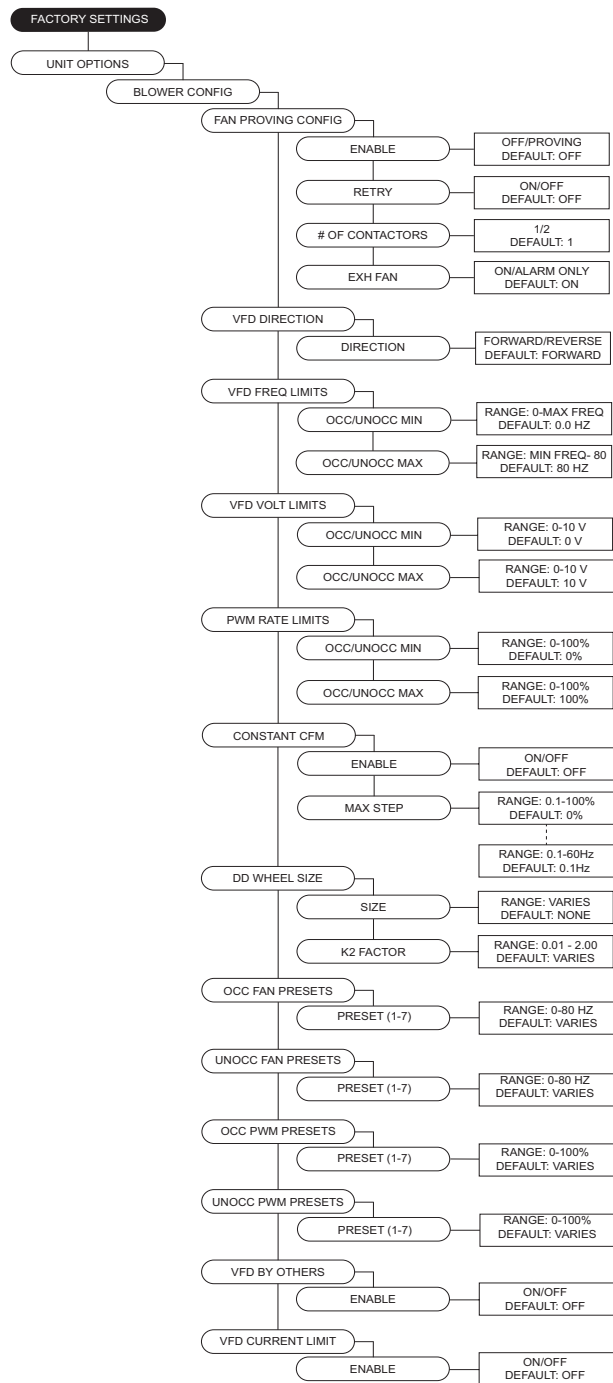 FACTORY SETTINGS
UNIT OPTIONS
BLOWER CONFIG
FAN PROVING CONFIG
ENABLE
OFF/PROVING
DEFAULT: OFF
RETRY
ON/OFF
DEFAULT: OFF
# OF CONTACTORS
1/2
DEFAULT: 1
EXH FAN
ON/ALARM ONLY
DEFAULT: ON
VFD DIRECTION
DIRECTION
FORWARD/REVERSE
DEFAULT: FORWARD
VFD FREQ LIMITS
OCC/UNOCC MIN
RANGE: 0-MAX FREQ
DEFAULT: 0.0 HZ
OCC/UNOCC MAX
RANGE: MIN FREQ- 80
DEFAULT: 80 HZ
VFD VOLT LIMITS
OCC/UNOCC MIN
RANGE: 0-10 V
DEFAULT: 0 V
OCC/UNOCC MAX
RANGE: 0-10 V
DEFAULT: 10 V
PWM RATE LIMITS
OCC/UNOCC MIN
RANGE: 0-100%
DEFAULT: 0%
OCC/UNOCC MAX
RANGE: 0-100%
DEFAULT: 100%
CONSTANT CFM
ENABLE
ON/OFF
DEFAULT: OFF
MAX STEP
RANGE: 0.1-100%
DEFAULT: 0%
RANGE: 0.1-60Hz
DEFAULT: 0.1Hz
DD WHEEL SIZE
SIZE
RANGE: VARIES
DEFAULT: NONE
K2 FACTOR
RANGE: 0.01 - 2.00
DEFAULT: VARIES
OCC FAN PRESETS
PRESET (1-7)
RANGE: 0-80 HZ
DEFAULT: VARIES
UNOCC FAN PRESETS
PRESET (1-7)
RANGE: 0-80 HZ
DEFAULT: VARIES
OCC PWM PRESETS
PRESET (1-7)
RANGE: 0-100%
DEFAULT: VARIES
UNOCC PWM PRESETS
PRESET (1-7)
RANGE: 0-100%
DEFAULT: VARIES
VFD BY OTHERS
ENABLE
ON/OFF
DEFAULT: OFF
VFD CURRENT LIMIT
ENABLE
ON/OFF
DEFAULT: OFF